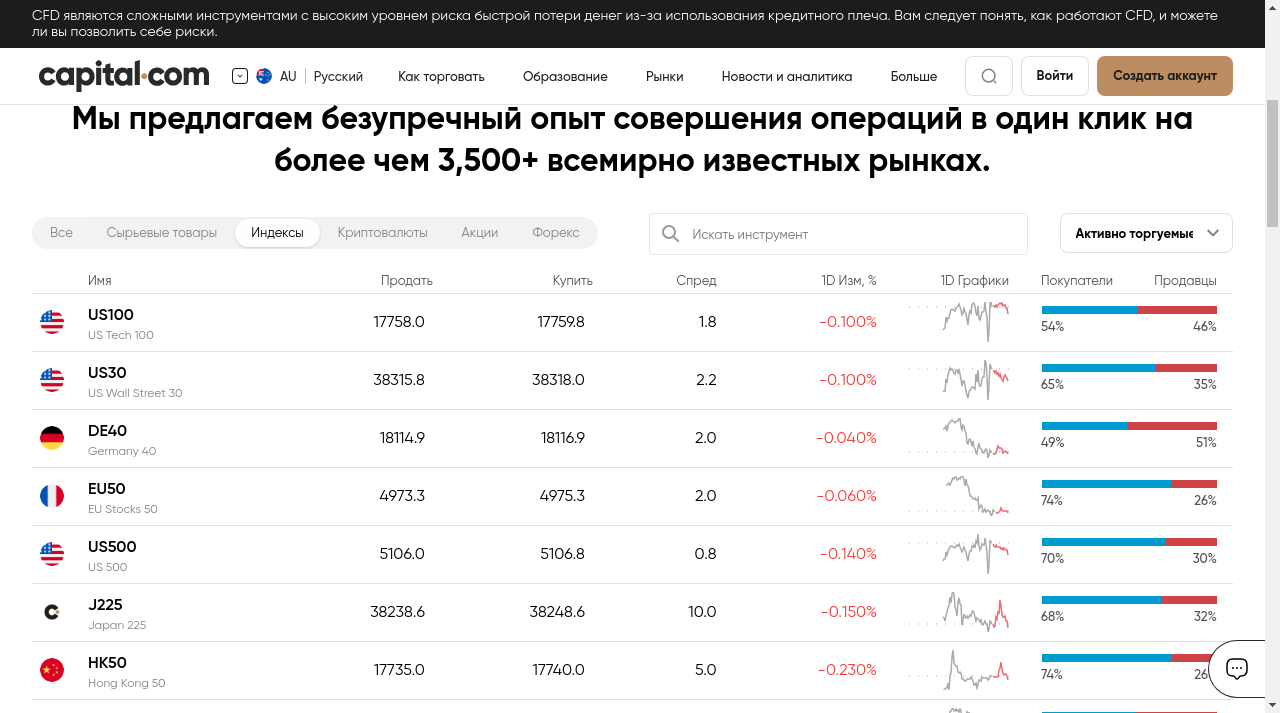 CFD являются сложными инструментами с высоким уровнем риска быстрой потери денег из-за использования кредитного плеча. Вам следует понять, как работают CFD, и можете
ли вы позволить себе риски.
capital.com AU Русский Как торговать Образование Рынки Новости и аналитика Больше Войти Создать аккаунт
Мы предлагаем безупречный опыт совершения операций в один клик на
более чем 3,500+ всемирно известных рынках.
Все Сырьевые товары Индексы Криптовалюты Акции Форекс Искать инструмент Активно торгуемые
Имя Продать Купить Спред 1D Изм, % 1D Графики Покупатели Продавцы
US100 17758.0 17759.8 1.8 -0.100%
US Tech 100 54% 46%
US30 38315.8 38318.0 2.2 -0.100%
US Wall Street 30 65% 35%
DE40 18114.9 18116.9 2.0 -0.040%
Germany 40 49% 51%
EU50 4973.3 4975.3 2.0 -0.060%
EU Stocks 50 74% 26%
US500 5106.0 5106.8 0.8 -0.140%
US 500 70% 30%
J225 38238.6 38248.6 10.0 -0.150%
Japan 225 68% 32%
HK50 17735.0 17740.0 5.0 -0.230%
Hong Kong 50 74% 26